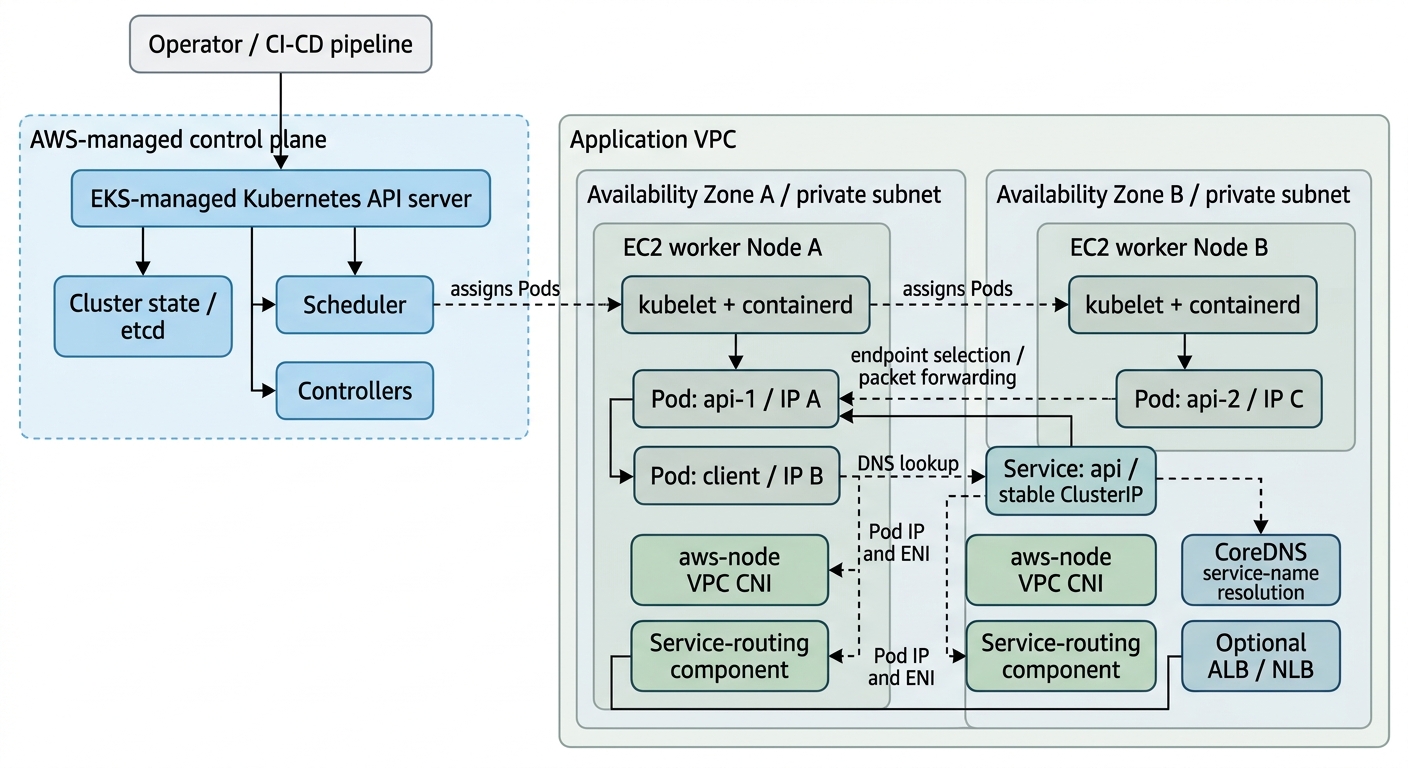 Operator / CI-CD pipeline
AWS-managed control plane
EKS-managed Kubernetes API server
Cluster state /
etcd
Scheduler
Controllers
assigns Pods
Application VPC
Availability Zone A / private subnet
EC2 worker Node A
kubelet + containerd
assigns Pods
Pod: api-1 / IP A
endpoint selection /
packet forwarding
Pod: client / IP B
DNS lookup
aws-node
VPC CNI
Pod IP
and ENI
Service-routing
component
Pod IP
and ENI
Availability Zone B / private subnet
EC2 worker Node B
kubelet + containerd
Pod: api-2 / IP C
Service: api /
stable ClusterIP
aws-node
VPC CNI
CoreDNS
service-name
resolution
Service-routing
component
Optional
ALB / NLB